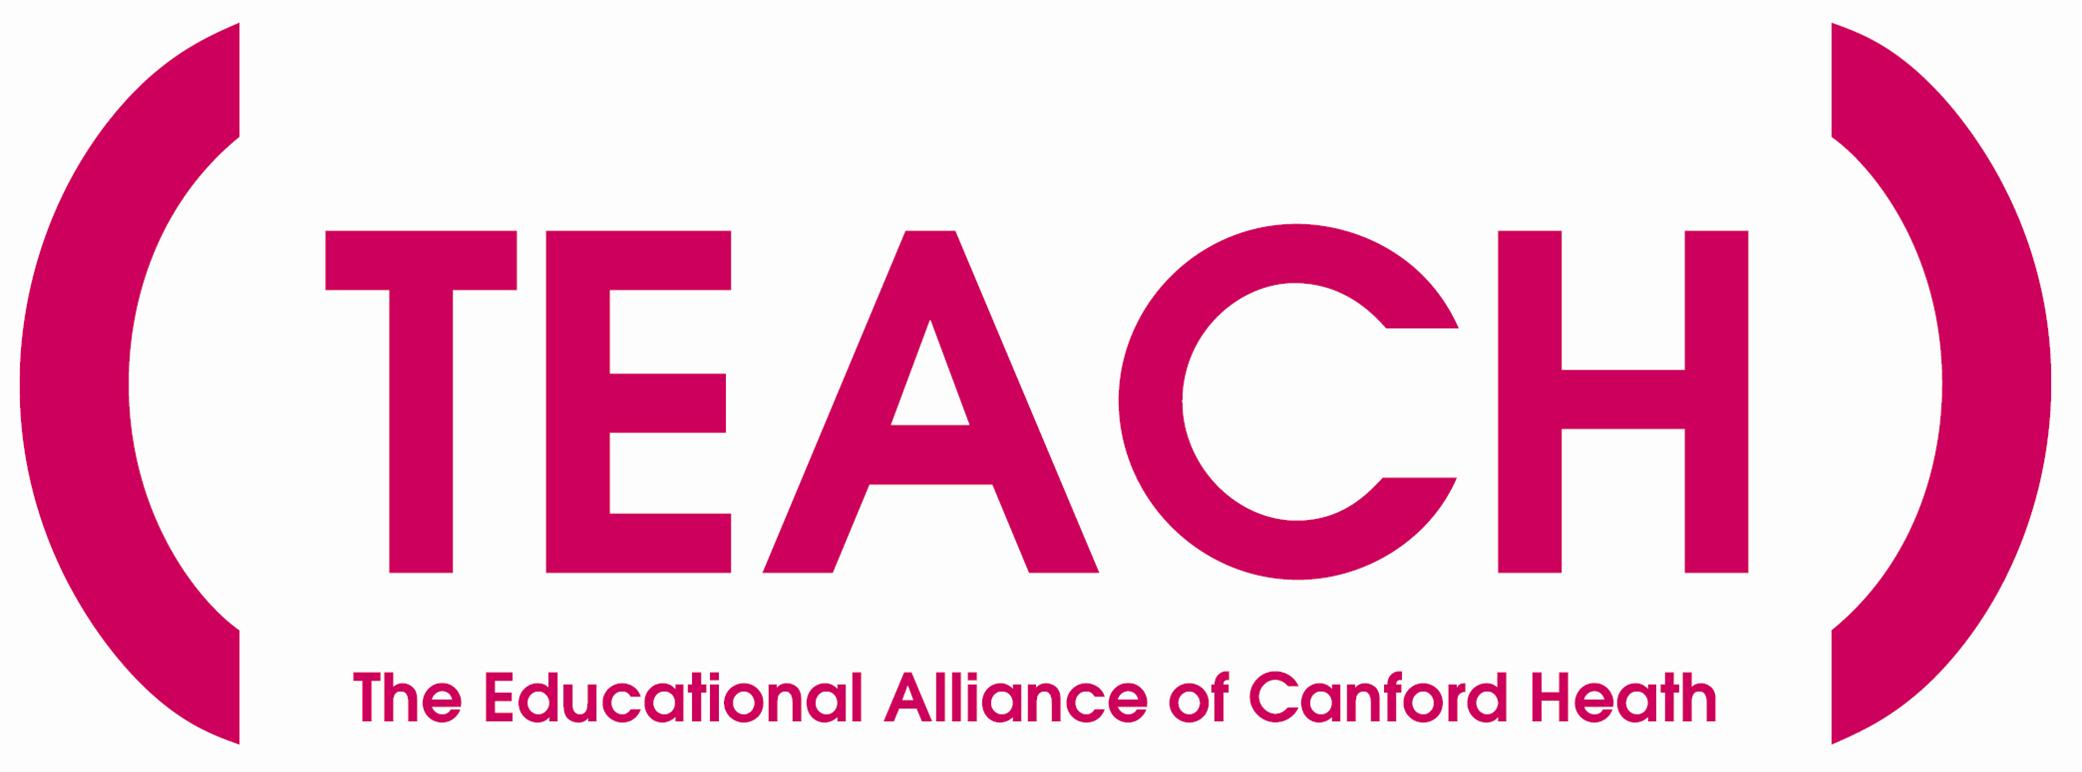 (TEACH)
The Educational Alliance of Canford Heath